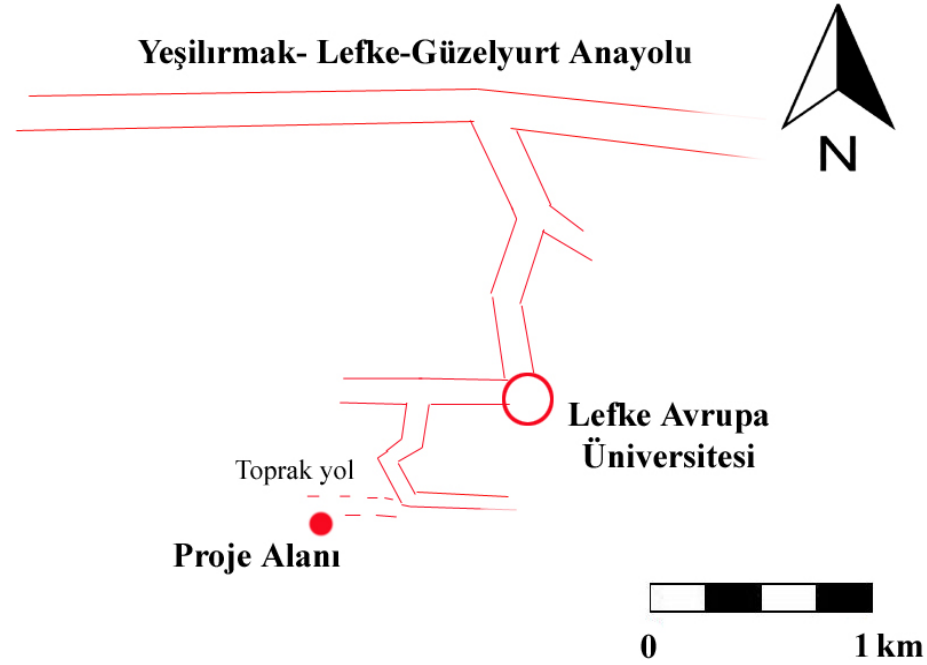 Yeşilırmak- Lefke-Güzelyurt Anayolu
N
Lefke Avrupa
Üniversitesi
Toprak yol
Proje Alanı
0
1 km